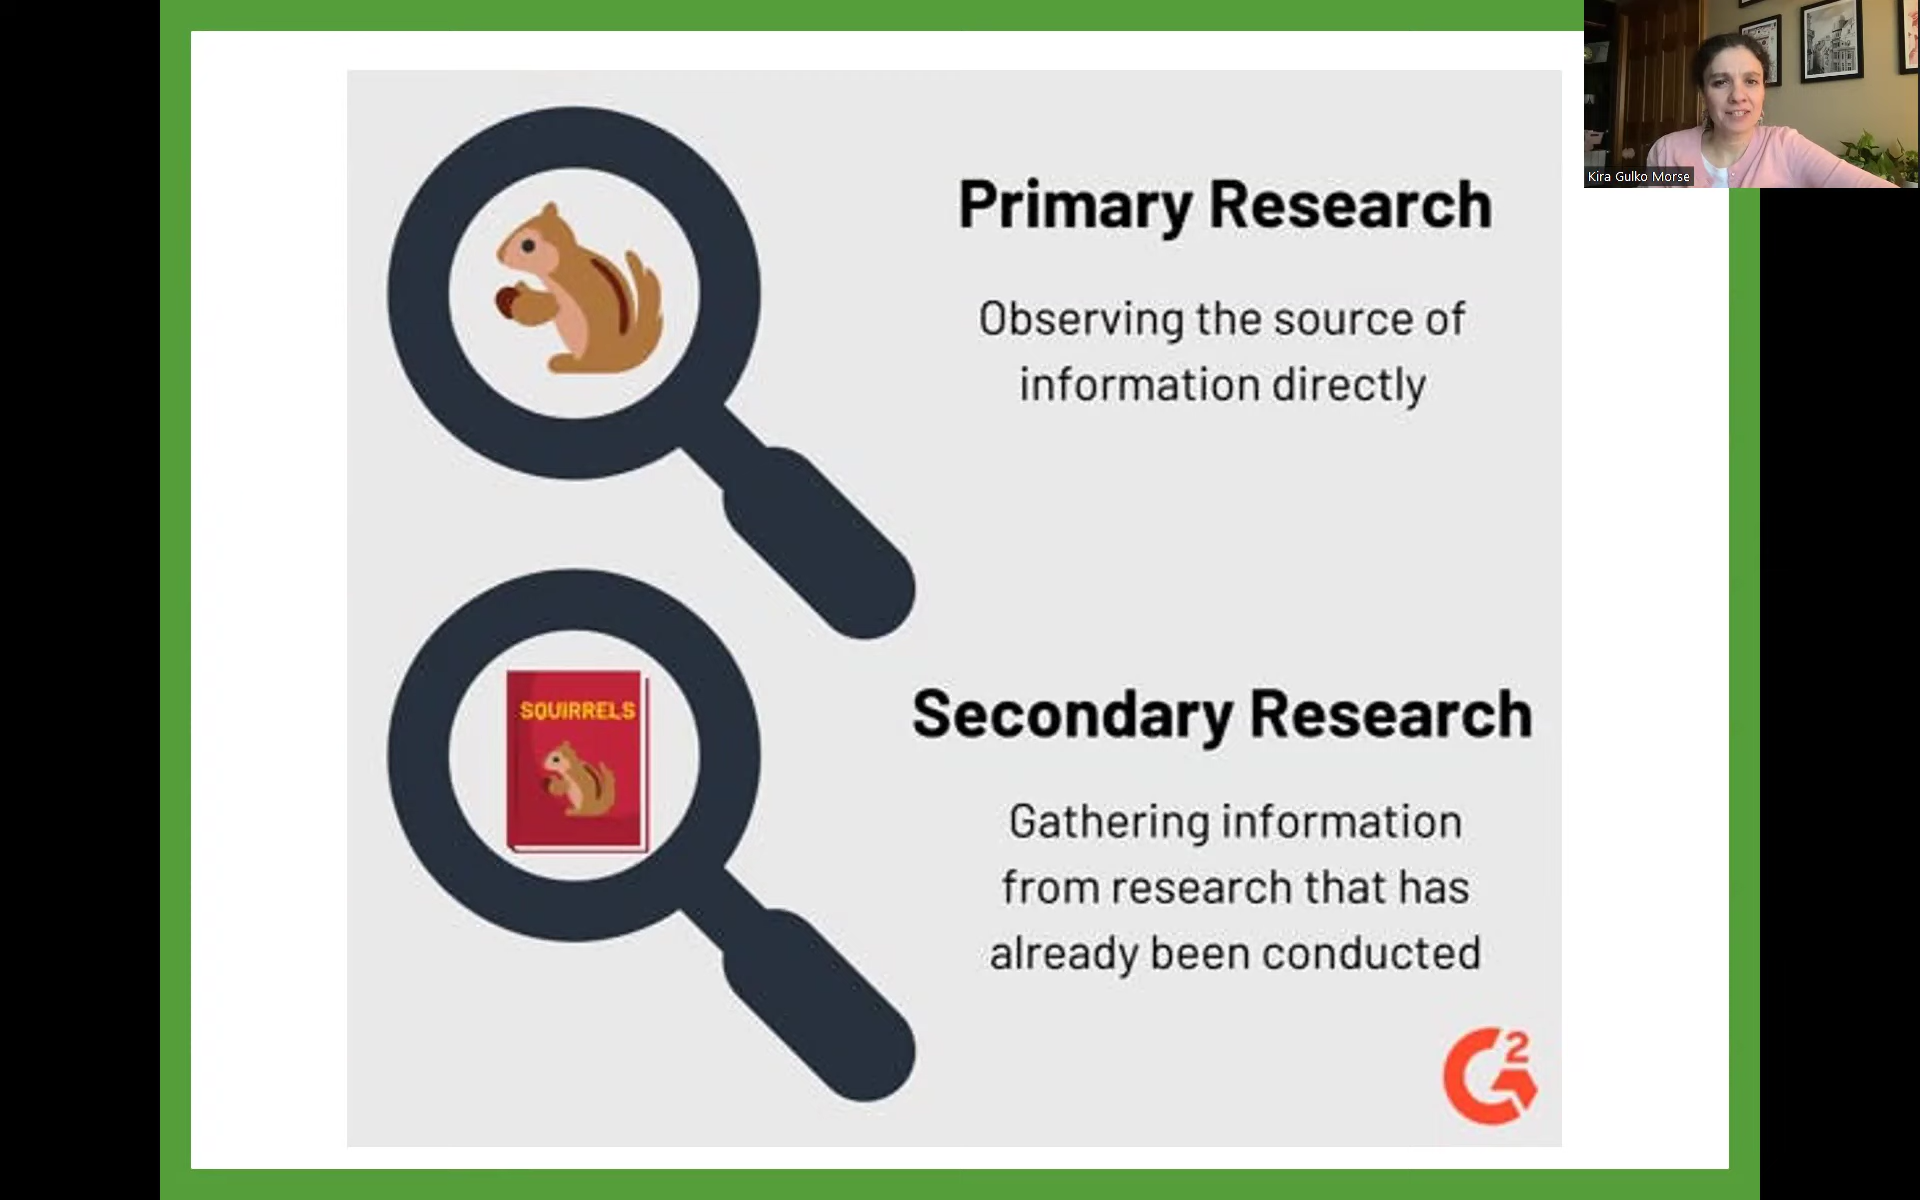 Kira Gulko Morse
Primary Research
Observing the source of
information directly
SQUIRRELS
Secondary Research
Gathering information
from research that has
already been conducted
G2